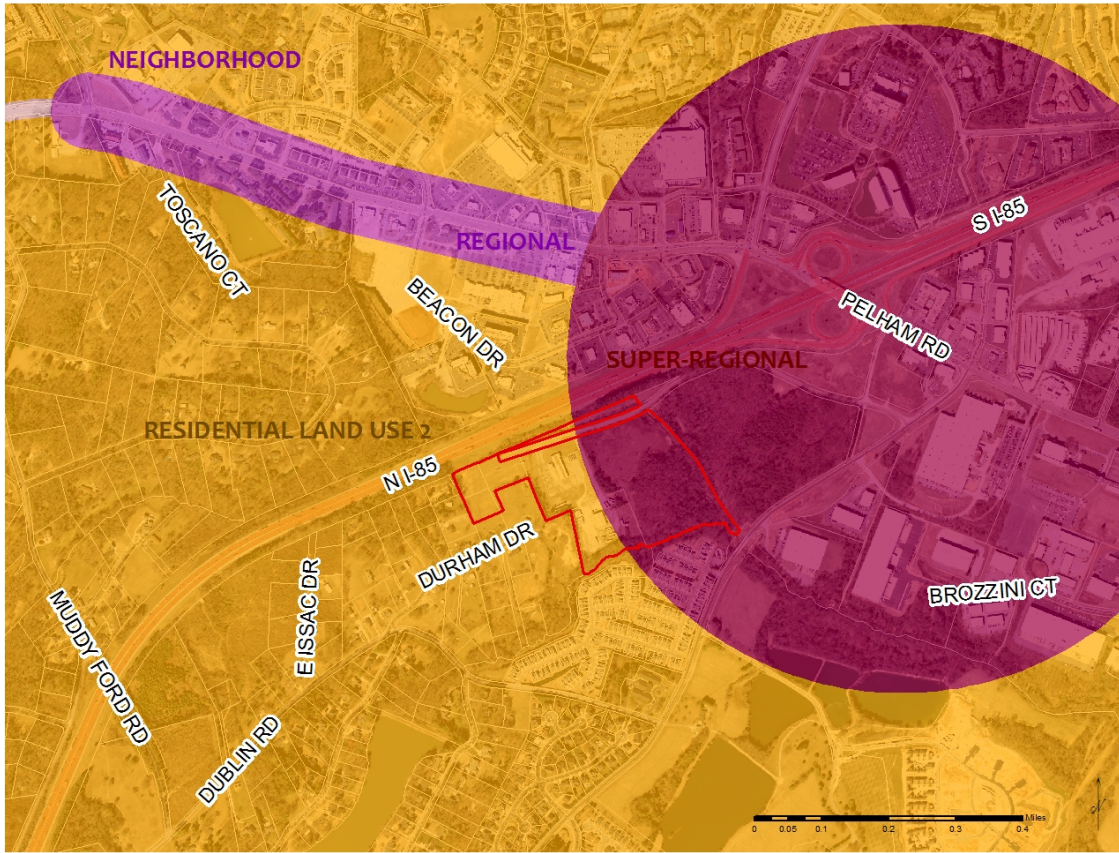 NEIGHBORHOOD
TOSCANO CT
REGIONAL
S I-85
BEACON DR
PELHAM RD
SUPER-REGIONAL
RESIDENTIAL LAND USE 2
N I-85
DURHAM DR
E ISSAC DR
BROZZINI CT
MUDDY FORD RD
DUBLIN RD
N
Miles
0 0.05 0.1 0.2 0.3 0.4